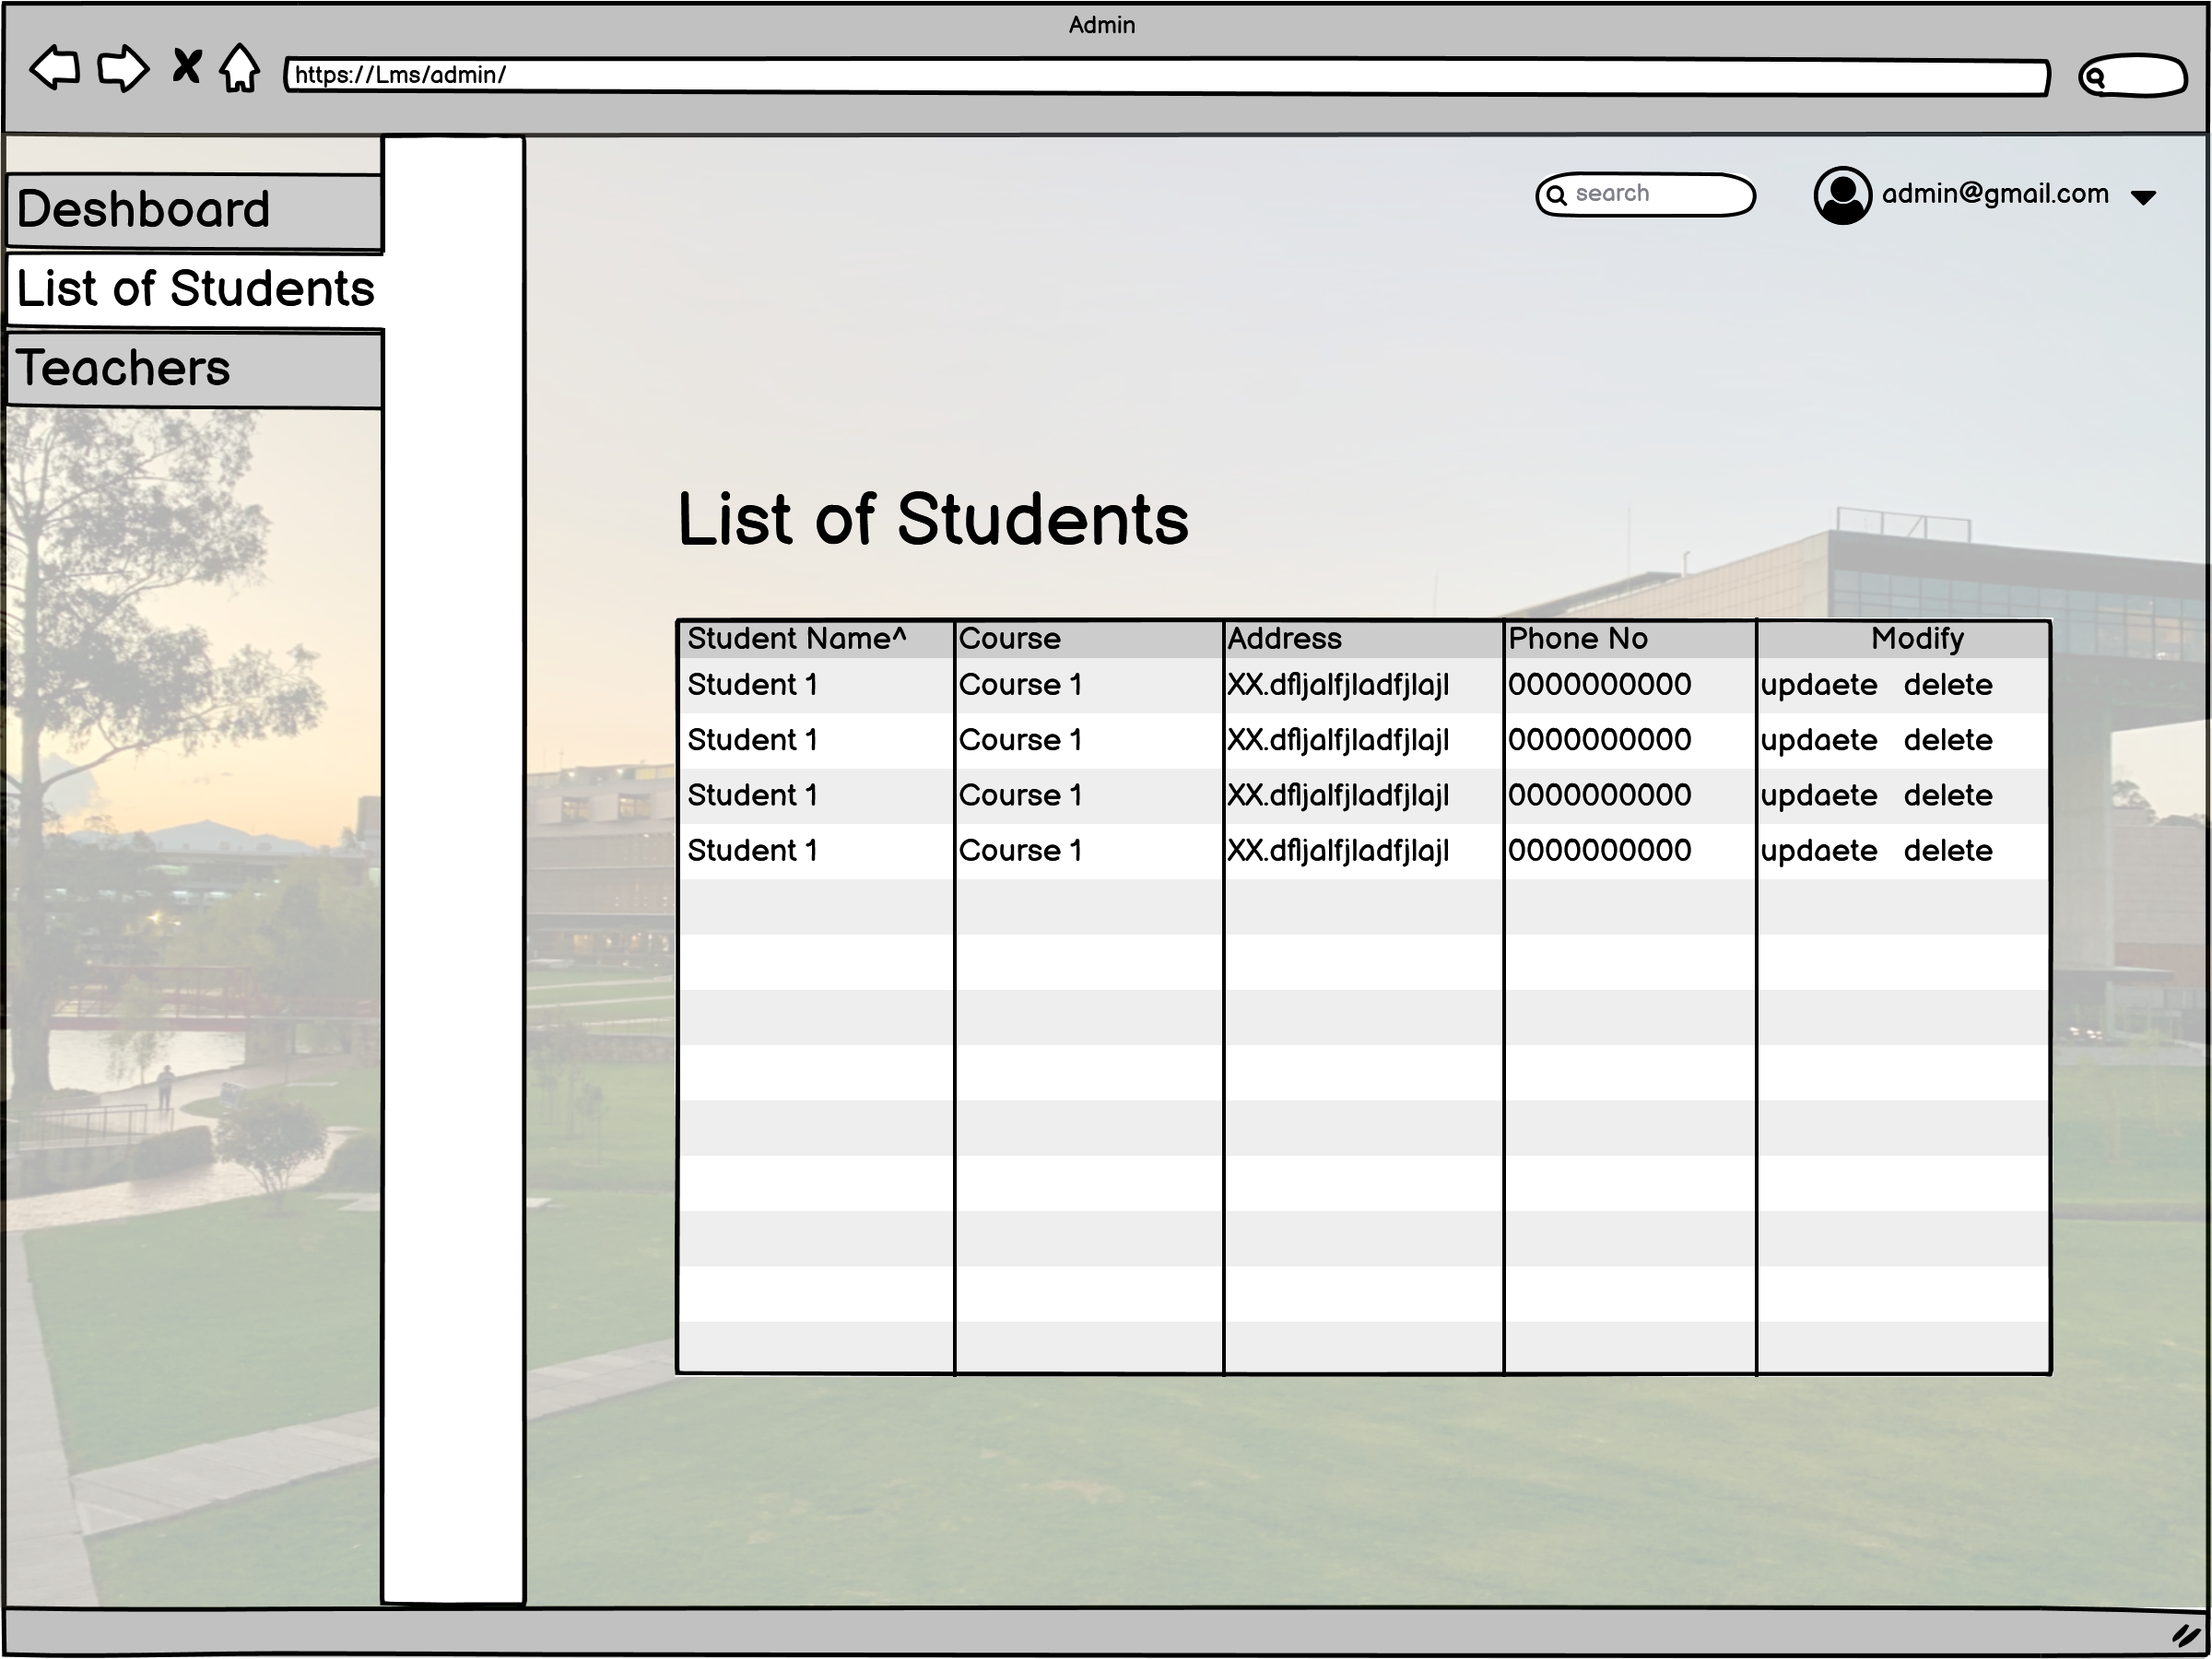 Admin
https://Lms/admin/
Deshboard
List of Students
Teachers
search
admin@gmail.com
List of Students
Student Name^ Course Address Phone No Modify
Student 1 Course 1 XX.dfljalfjladfjlajl 0000000000 updaete delete
Student 1 Course 1 XX.dfljalfjladfjlajl 0000000000 updaete delete
Student 1 Course 1 XX.dfljalfjladfjlajl 0000000000 updaete delete
Student 1 Course 1 XX.dfljalfjladfjlajl 0000000000 updaete delete